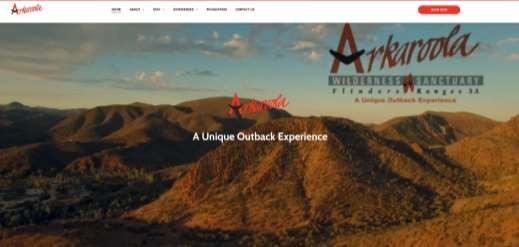 Arkaroola
HOME ABOUT STAY EXPERIENCES CONTACT US
BOOK NOW
Arkaroola
WILDERNESS SANCTUARY
Flinders Ranges SA
A Unique Outback Experience
Arkaroola
A Unique Outback Experience